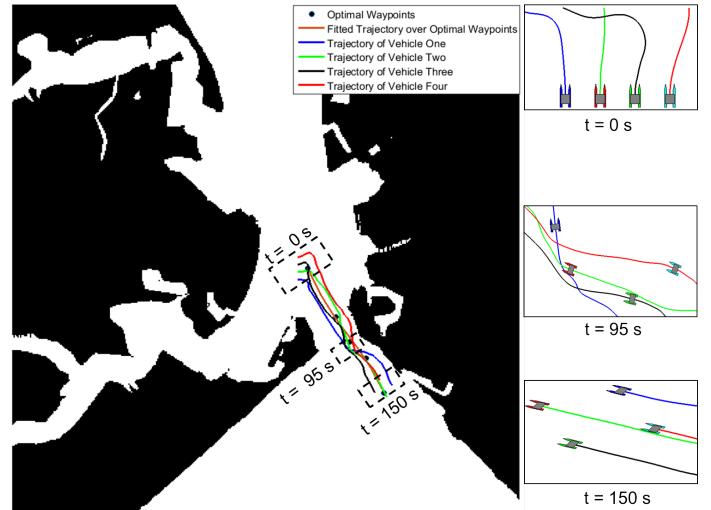 Optimal Waypoints
Fitted Trajectory over Optimal Waypoints
Trajectory of Vehicle One
Trajectory of Vehicle Two
Trajectory of Vehicle Three
Trajectory of Vehicle Four
t = 0 s
t = 0 s
t = 95 s
t = 95 s
t = 150 s
t = 150 s